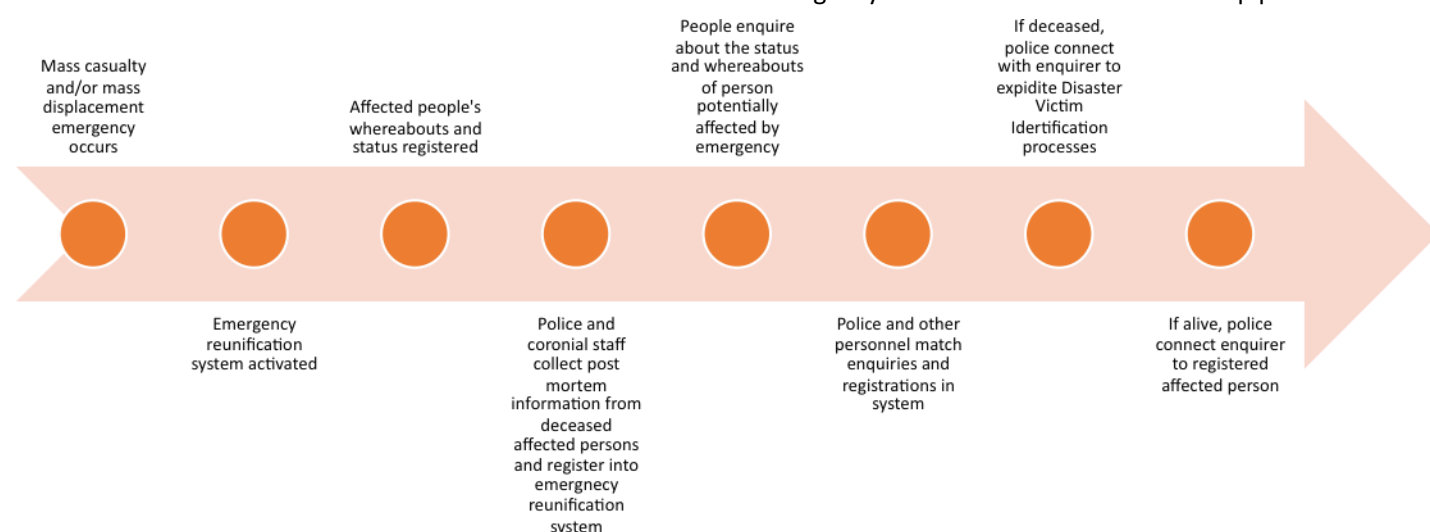 Mass casualty
and/or mass
displacement
emergency
occurs
Emergency
reunification
system activated
Affected people's
whereabouts and
status registered
Police and
coronial staff
collect post
mortem
information from
deceased
affected persons
and register into
emergnecy
reunification
system
People enquire
about the status
and whereabouts
of person
potentially
affected by
emergency
Police and other
personnel match
enquiries and
registrations in
system
If deceased,
police connect
with enquirer to
expidite Disaster
Victim
Idertification
processes
If alive, police
connect enquirer
to registered
affected person